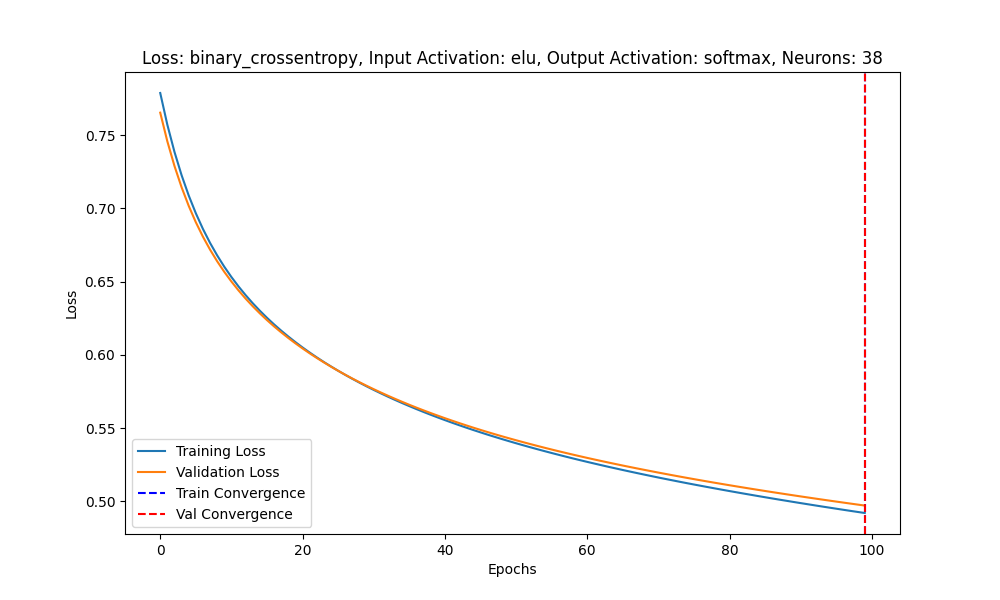 Loss: binary_crossentropy, Input Activation: elu, Output Activation: softmax, Neurons: 38
Loss
0.75
0.70
0.65
0.60
0.55
0.50
Training Loss
Validation Loss
Train Convergence
Val Convergence
0 20 40 60 80 100
Epochs